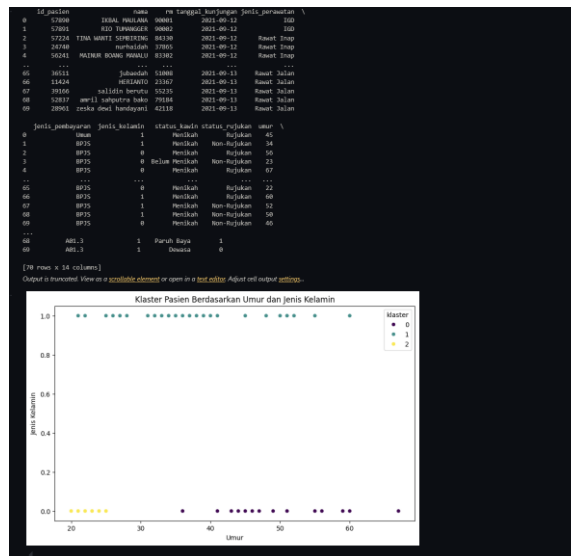 id_pasien nama rm tanggal_kunjungan jenis_perawatan \
0 57890 IKBAL MAULANA 90001 2021-09-12 IGD
1 57891 RIO TUMANGGER 90002 2021-09-12 IGD
2 57224 TINA WANTI SEMBIRING 84330 2021-09-12 Rawat Inap
3 24740 nurhaidah 37865 2021-09-12 Rawat Inap
4 56241 MAINUR BOANG MANALU 83302 2021-09-12 Rawat Inap
.. ... ... ... ... ...
65 36511 jubaedah 51008 2021-09-13 Rawat Jalan
66 11424 HERIANTO 23367 2021-09-13 Rawat Jalan
67 39166 salidin berutu 55235 2021-09-13 Rawat Jalan
68 52837 amril sahputra bako 79184 2021-09-13 Rawat Jalan
69 28961 zeska dewi handayani 42118 2021-09-13 Rawat Jalan
jenis_pembayaran jenis_kelamin status_kawin status_rujukan umur \
0 Umum 1 Menikah Rujukan 45
1 BPJS 1 Menikah Non-Rujukan 34
2 BPJS 0 Menikah Rujukan 56
3 BPJS 0 Belum Menikah Non-Rujukan 23
4 BPJS 0 Menikah Rujukan 67
.. ... ... ... ... ...
65 BPJS 0 Menikah Rujukan 22
66 BPJS 1 Menikah Rujukan 60
67 BPJS 1 Menikah Non-Rujukan 52
68 BPJS 1 Menikah Non-Rujukan 50
69 BPJS 0 Menikah Non-Rujukan 46
...
68 A01.3 1 Paruh Baya 1
69 A01.3 1 Dewasa 0
[70 rows x 14 columns]
Output is truncated. View as a scrollable element or open in a text editor. Adjust cell output settings...
Klaster Pasien Berdasarkan Umur dan Jenis Kelamin
klaster
0
1
2
1.0
0.8
0.6
0.4
0.2
0.0
Jenis Kelamin
20 30 40 50 60
Umur